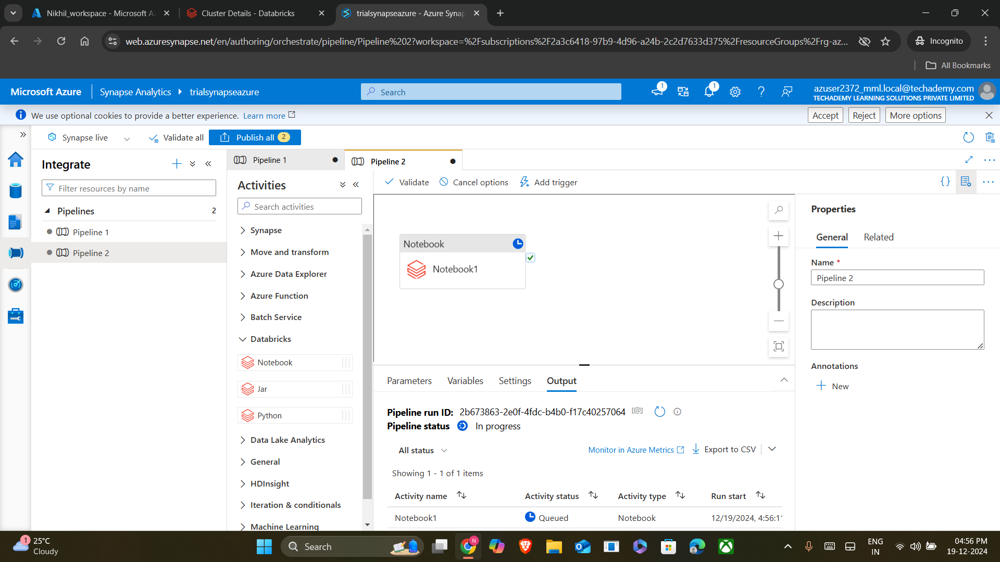 Nikhil_workspace - Microsoft Az
Cluster Details - Databricks
trialsynapseazure - Azure Synap
web.azuresynapse.net/en/authoring/orchestrate/pipeline/Pipeline%202?workspace=%2Fsubscriptions%2F2a3c6418-97b9-4d96-a24b-2c2d7633d375%2FresourceGroups%2Frg-az...
Incognito
All Bookmarks
Microsoft Azure
Synapse Analytics
trialsynapseazure
Search
1
1
azuser2372_mml.local@techademy.com
TECHADEMY LEARNING SOLUTIONS PRIVATE LIMITED
We use optional cookies to provide a better experience. Learn more
Accept
Reject
More options
Synapse live
Validate all
Publish all 2
Integrate
Filter resources by name
Pipelines 2
Pipeline 1
Pipeline 2
Pipeline 1
Pipeline 2
Activities
Search activities
Synapse
Move and transform
Azure Data Explorer
Azure Function
Batch Service
Databricks
Notebook
Jar
Python
Data Lake Analytics
General
HDInsight
Iteration & conditionals
Machine Learning
Validate
Cancel options
Add trigger
Notebook
Notebook1
Parameters
Variables
Settings
Output
Pipeline run ID: 2b673863-2e0f-4fdc-b4b0-f17c40257064
Pipeline status In progress
All status
Monitor in Azure Metrics
Export to CSV
Showing 1 - 1 of 1 items
Activity name Activity status Activity type Run start
Notebook1 Queued Notebook 12/19/2024, 4:56:1
Properties
General
Related
Name *
Pipeline 2
Description
Annotations
New
1
25°C
Cloudy
Search
N
ENG
IN
04:56 PM
19-12-2024